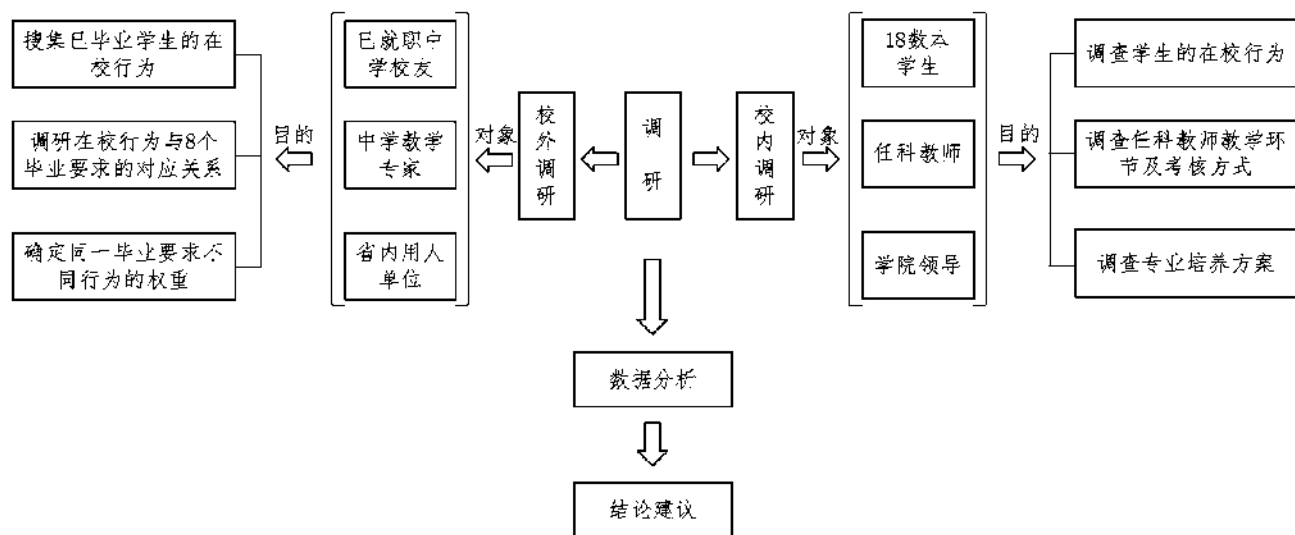 搜集已毕业学生的在
校行为
调研在校行为与8个
毕业要求的对应关系
确定同一毕业要求不
同行为的权重
目的
已就职中
学校友
中学数学
专家
省内用人
单位
对象
校
外
调
研
调
研
校
内
调
研
对象
18数本
学生
任科教师
学院领导
目的
调查学生的在校行为
调查任科教师教学环
节及考核方式
调查专业培养方案
数据分析
结论建议